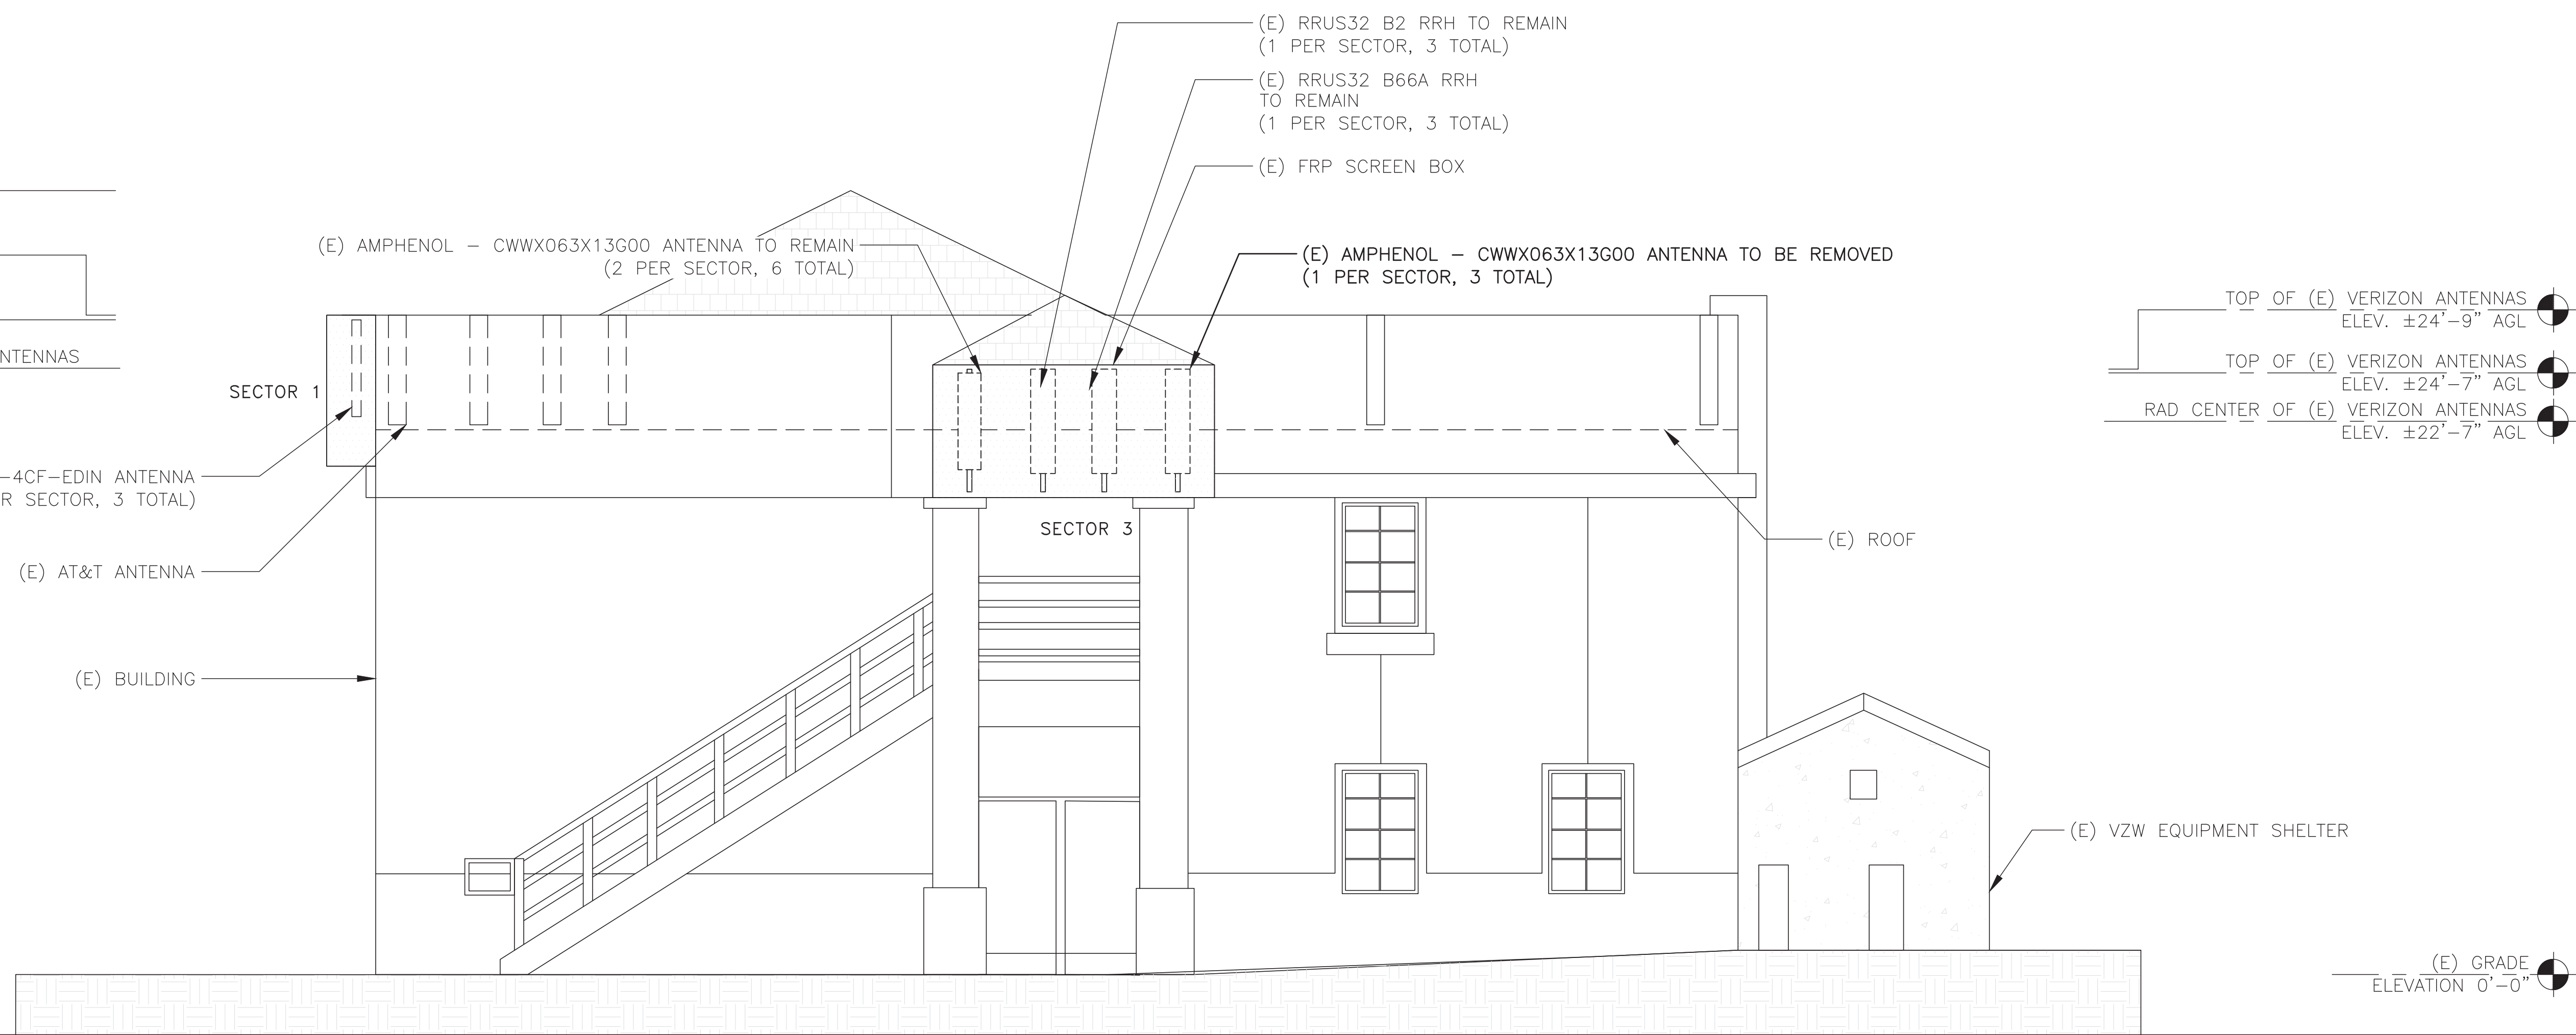 (E) RRUS32 B2 RRH TO REMAIN
(1 PER SECTOR, 3 TOTAL)
(E) RRUS32 B66A RRH
TO REMAIN
(1 PER SECTOR, 3 TOTAL)
(E) FRP SCREEN BOX
(E) AMPHENOL – CWWX063X13G00 ANTENNA TO REMAIN
(2 PER SECTOR, 6 TOTAL)
(E) AMPHENOL – CWWX063X13G00 ANTENNA TO BE REMOVED
(1 PER SECTOR, 3 TOTAL)
TOP OF (E) VERIZON ANTENNAS
ELEV. ±24'–9" AGL
NTENNAS
TOP OF (E) VERIZON ANTENNAS
ELEV. ±24'–7" AGL
SECTOR 1
RAD CENTER OF (E) VERIZON ANTENNAS
ELEV. ±22'–7" AGL
–4CF–EDIN ANTENNA
R SECTOR, 3 TOTAL)
SECTOR 3
(E) ROOF
(E) AT&T ANTENNA
(E) BUILDING
(E) VZW EQUIPMENT SHELTER
(E) GRADE
ELEVATION 0'–0"